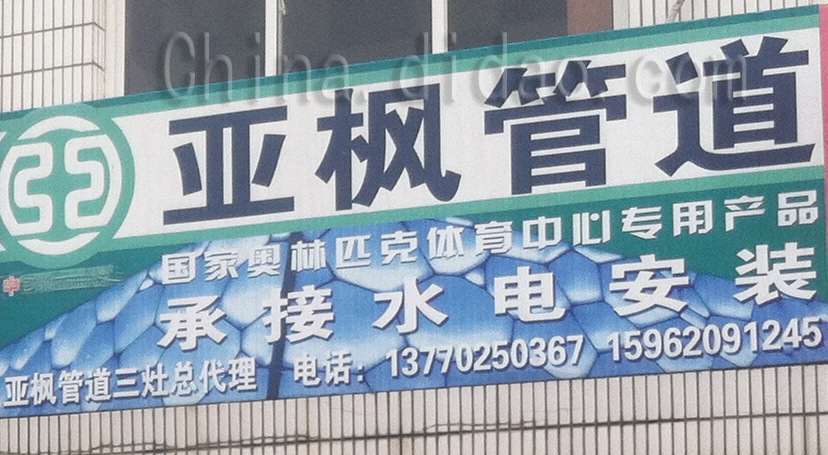 China.didao.com
亚枫管道
国家奥林匹克体育中心专用产品
承接水电安装
亚枫管道三灶总代理 电话：13770250367 15962091245